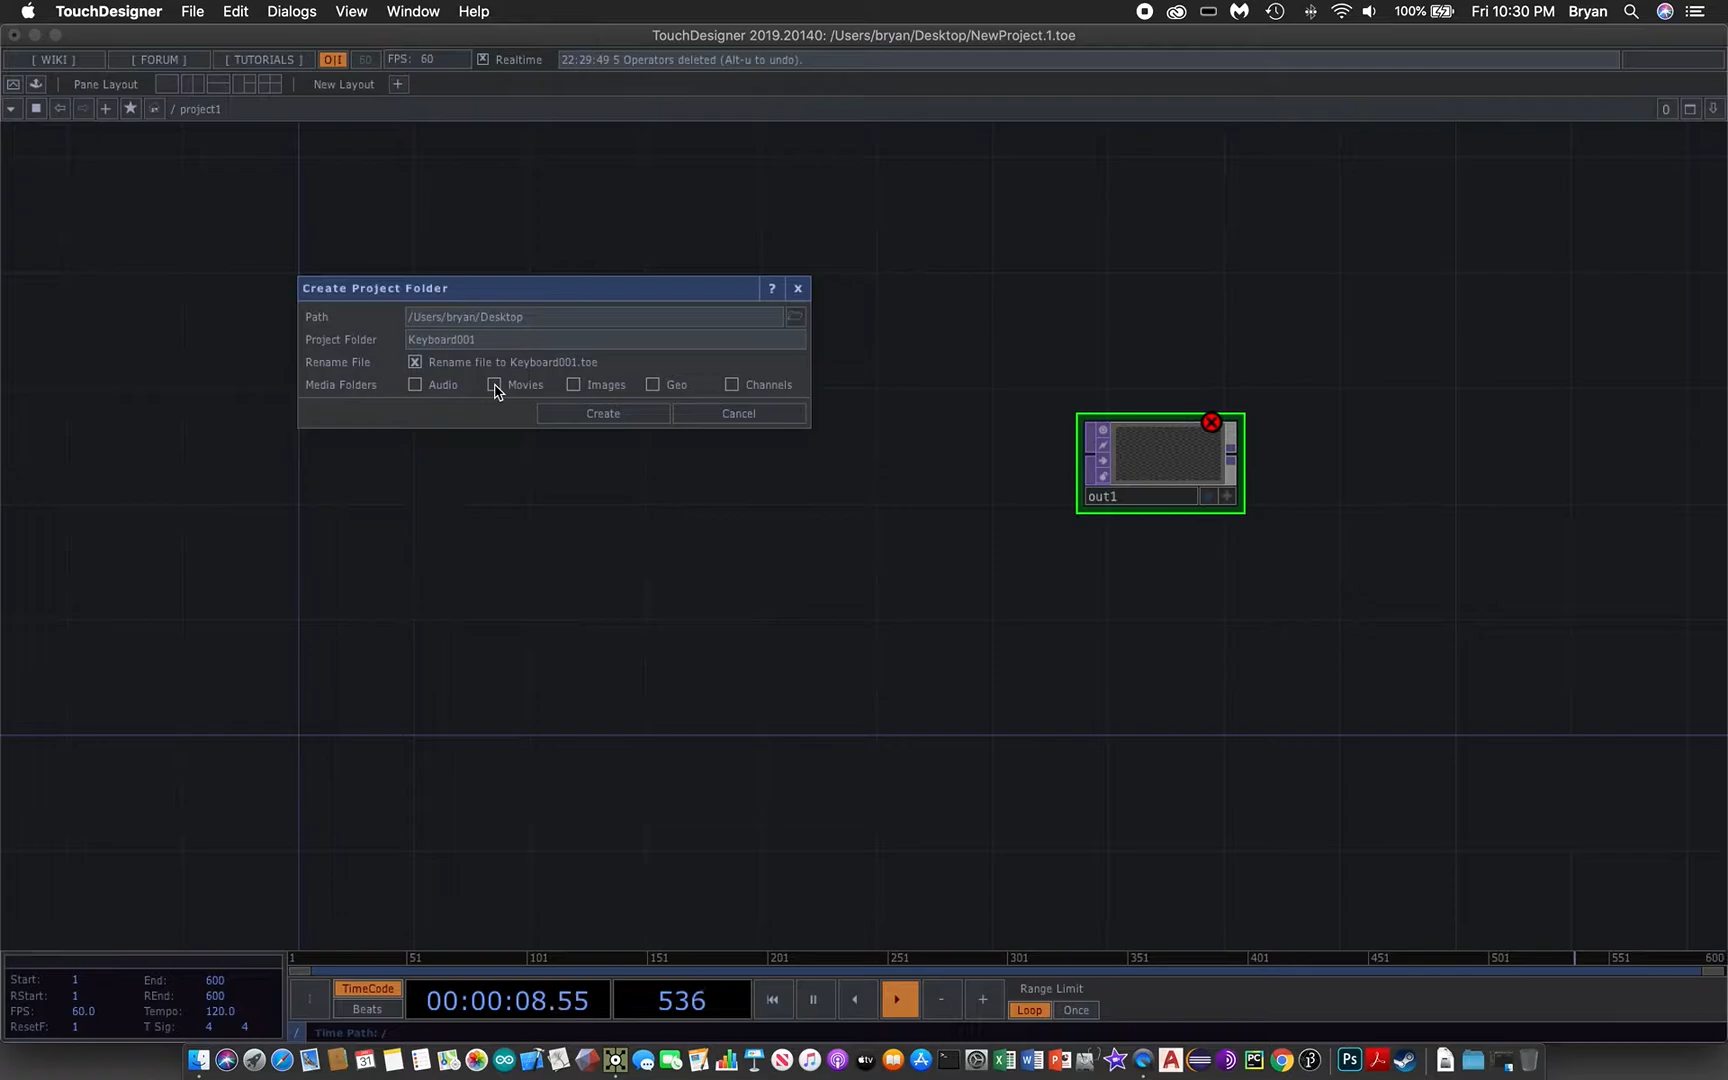 TouchDesigner File Edit Dialogs View Window Help 100% Fri 10:30 PM Bryan
TouchDesigner 2019.20140: /Users/bryan/Desktop/NewProject.1.toe
[ WIKI ] [ FORUM ] [ TUTORIALS ] O|I 60 FPS: 60 X Realtime 22:29:49 5 Operators deleted (Alt-u to undo).
Pane Layout New Layout +
/ project1 0
Create Project Folder ? x
Path /Users/bryan/Desktop
Project Folder Keyboard001
Rename File X Rename file to Keyboard001.toe
Media Folders Audio Movies Images Geo Channels
Create Cancel
out1
1 51 101 151 201 251 301 351 401 451 501 551 600
Start: 1 End: 600
RStart: 1 REnd: 600
FPS: 60.0 Tempo: 120.0
ResetF: 1 T Sig: 4 4
TimeCode
Beats
00:00:08.55 536
Range Limit
Loop Once
/ Time Path: /
31 tv PC Ps